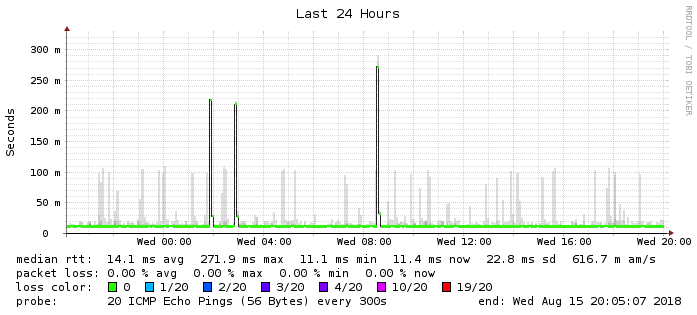 Last 24 Hours
RRDTOOL / TOBI OETIKER
Seconds
300 m
250 m
200 m
150 m
100 m
50 m
0
Wed 00:00 Wed 04:00 Wed 08:00 Wed 12:00 Wed 16:00 Wed 20:00
median rtt: 14.1 ms avg 271.9 ms max 11.1 ms min 11.4 ms now 22.8 ms sd 616.7 m am/s
packet loss: 0.00 % avg 0.00 % max 0.00 % min 0.00 % now
loss color: 0 1/20 2/20 3/20 4/20 10/20 19/20
probe: 20 ICMP Echo Pings (56 Bytes) every 300s end: Wed Aug 15 20:05:07 2018